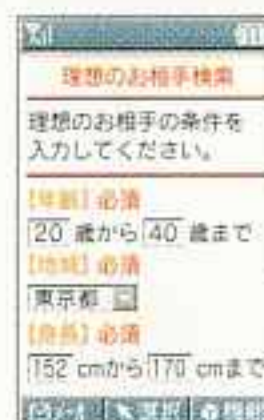 理想のお相手検索
理想のお相手の条件を
入力してください。
【年齢】必須
20 歳から 40 歳まで
【地域】必須
東京都
【身長】必須
152 cmから 170 cmまで
選択